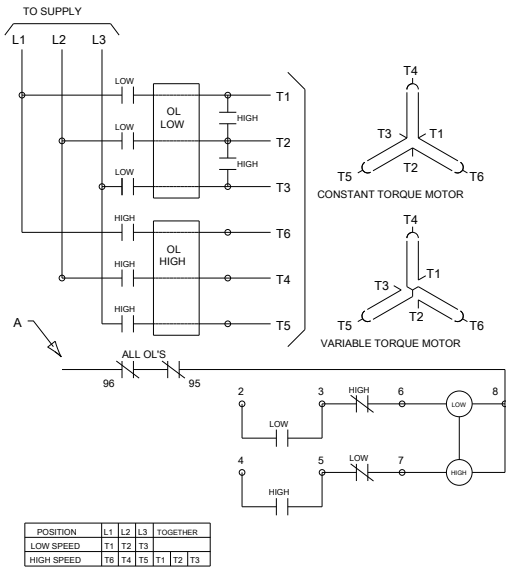 TO SUPPLY
L1 L2 L3
LOW
OL LOW
T1
HIGH
LOW
T2
HIGH
LOW
T3
HIGH
OL HIGH
T6
HIGH
T4
HIGH
T5
T4
T3 T1
T2
T5 T6
CONSTANT TORQUE MOTOR
T4
T1
T3
T2
T5 T6
VARIABLE TORQUE MOTOR
A
ALL OL'S
96 95
2 3 HIGH 6 LOW 8
LOW
4 5 LOW 7 HIGH
HIGH
POSITION L1 L2 L3 TOGETHER
LOW SPEED T1 T2 T3
HIGH SPEED T6 T4 T5 T1 T2 T3